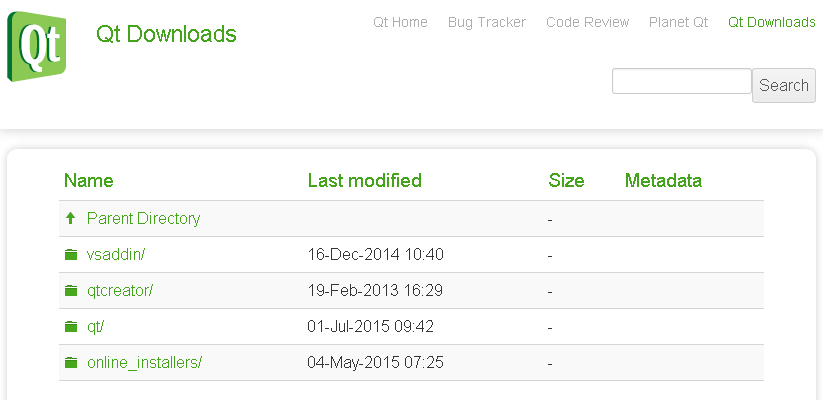 Qt
Qt Downloads
Qt Home Bug Tracker Code Review Planet Qt Qt Downloads
Search
Name Last modified Size Metadata
Parent Directory -
vsaddin/ 16-Dec-2014 10:40 -
qtcreator/ 19-Feb-2013 16:29 -
qt/ 01-Jul-2015 09:42 -
online_installers/ 04-May-2015 07:25 -